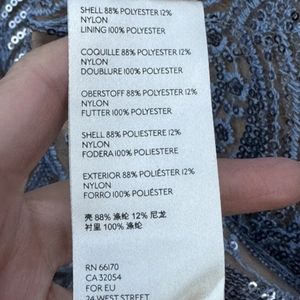 SHELL 88% POLYESTER 12%
NYLON
LINING 100% POLYESTER
COQUILLE 88% POLYESTER 12%
NYLON
DOUBLURE 100% POLYESTER
OBERSTOFF 88% POLYESTER 12%
NYLON
FUTTER 100% POLYESTER
SHELL 88% POLIESTERE 12%
NYLON
FODERA 100% POLIESTERE
EXTERIOR 88% POLIÉSTER 12%
NYLON
FORRO 100% POLIÉSTER
壳 88% 涤纶 12% 尼龙
衬里 100% 涤纶
RN 66170
CA 32054
FOR EU
24 WEST STREET